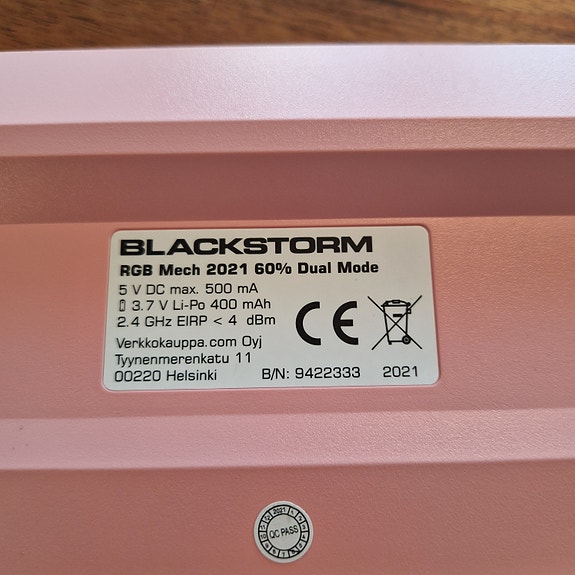 BLACKSTORM
RGB Mech 2021 60% Dual Mode
5 V DC max. 500 mA
3.7 V Li-Po 400 mAh
2.4 GHz EIRP < 4 dBm
CE
Verkkokauppa.com Oyj
Tyynenmerenkatu 11
00220 Helsinki B/N: 9422333 2021
2021
QC PASS